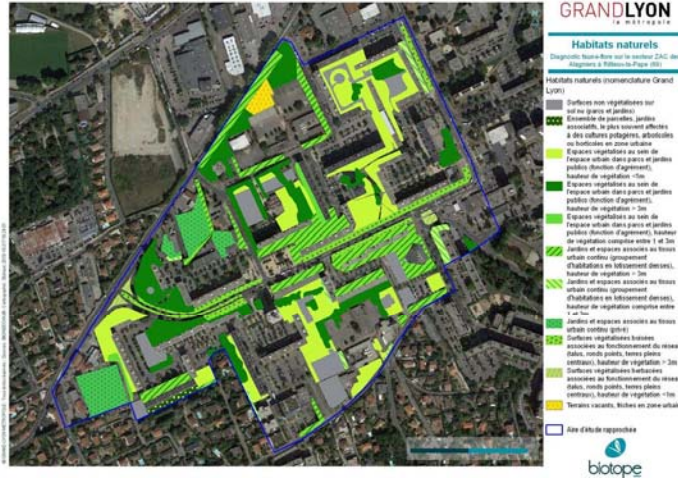 GRANDLYON
la métropole
Habitats naturels
Diagnostic faune-flore sur le secteur ZAC des
Alagniers à Rillieux-la-Pape (69)
Habitats naturels (nomenclature Grand
Lyon)
Surfaces non végétalisées sur
sol nu (parcs et jardins)
Ensemble de parcelles, jardins
associatifs, le plus souvent affectés
à des cultures potagères, arboricoles
ou horticoles en zone urbaine
Espaces végétalisés au sein de
l'espace urbain dans parcs et jardins
publics (fonction d'agrément),
hauteur de végétation <1m
Espaces végétalisés au sein de
l'espace urbain dans parcs et jardins
publics (fonction d'agrément),
hauteur de végétation > 3m
Espaces végétalisés au sein de
l'espace urbain dans parcs et jardins
publics (fonction d'agrément), hauteur
de végétation comprise entre 1 et 3m
Jardins et espaces associés au tissus
urbain continu (groupement
d'habitations en lotissement denses),
hauteur de végétation > 3m
Jardins et espaces associés au tissus
urbain continu (groupement
d'habitations en lotissement denses),
hauteur de végétation comprise entre
Jardins et espaces associés au tissus
urbain continu (privé)
Surfaces végétalisées boisées
associées au fonctionnement du résea
(talus, ronds points, terres pleins
centraux), hauteur de végétation > 3m
Surfaces végétalisées herbacées
associées au fonctionnement du résea
(talus, ronds points, terres pleins
centraux), hauteur de végétation <1m
Terrains vacants, friches en zone urbain
Aire d'étude rapprochée
biotope